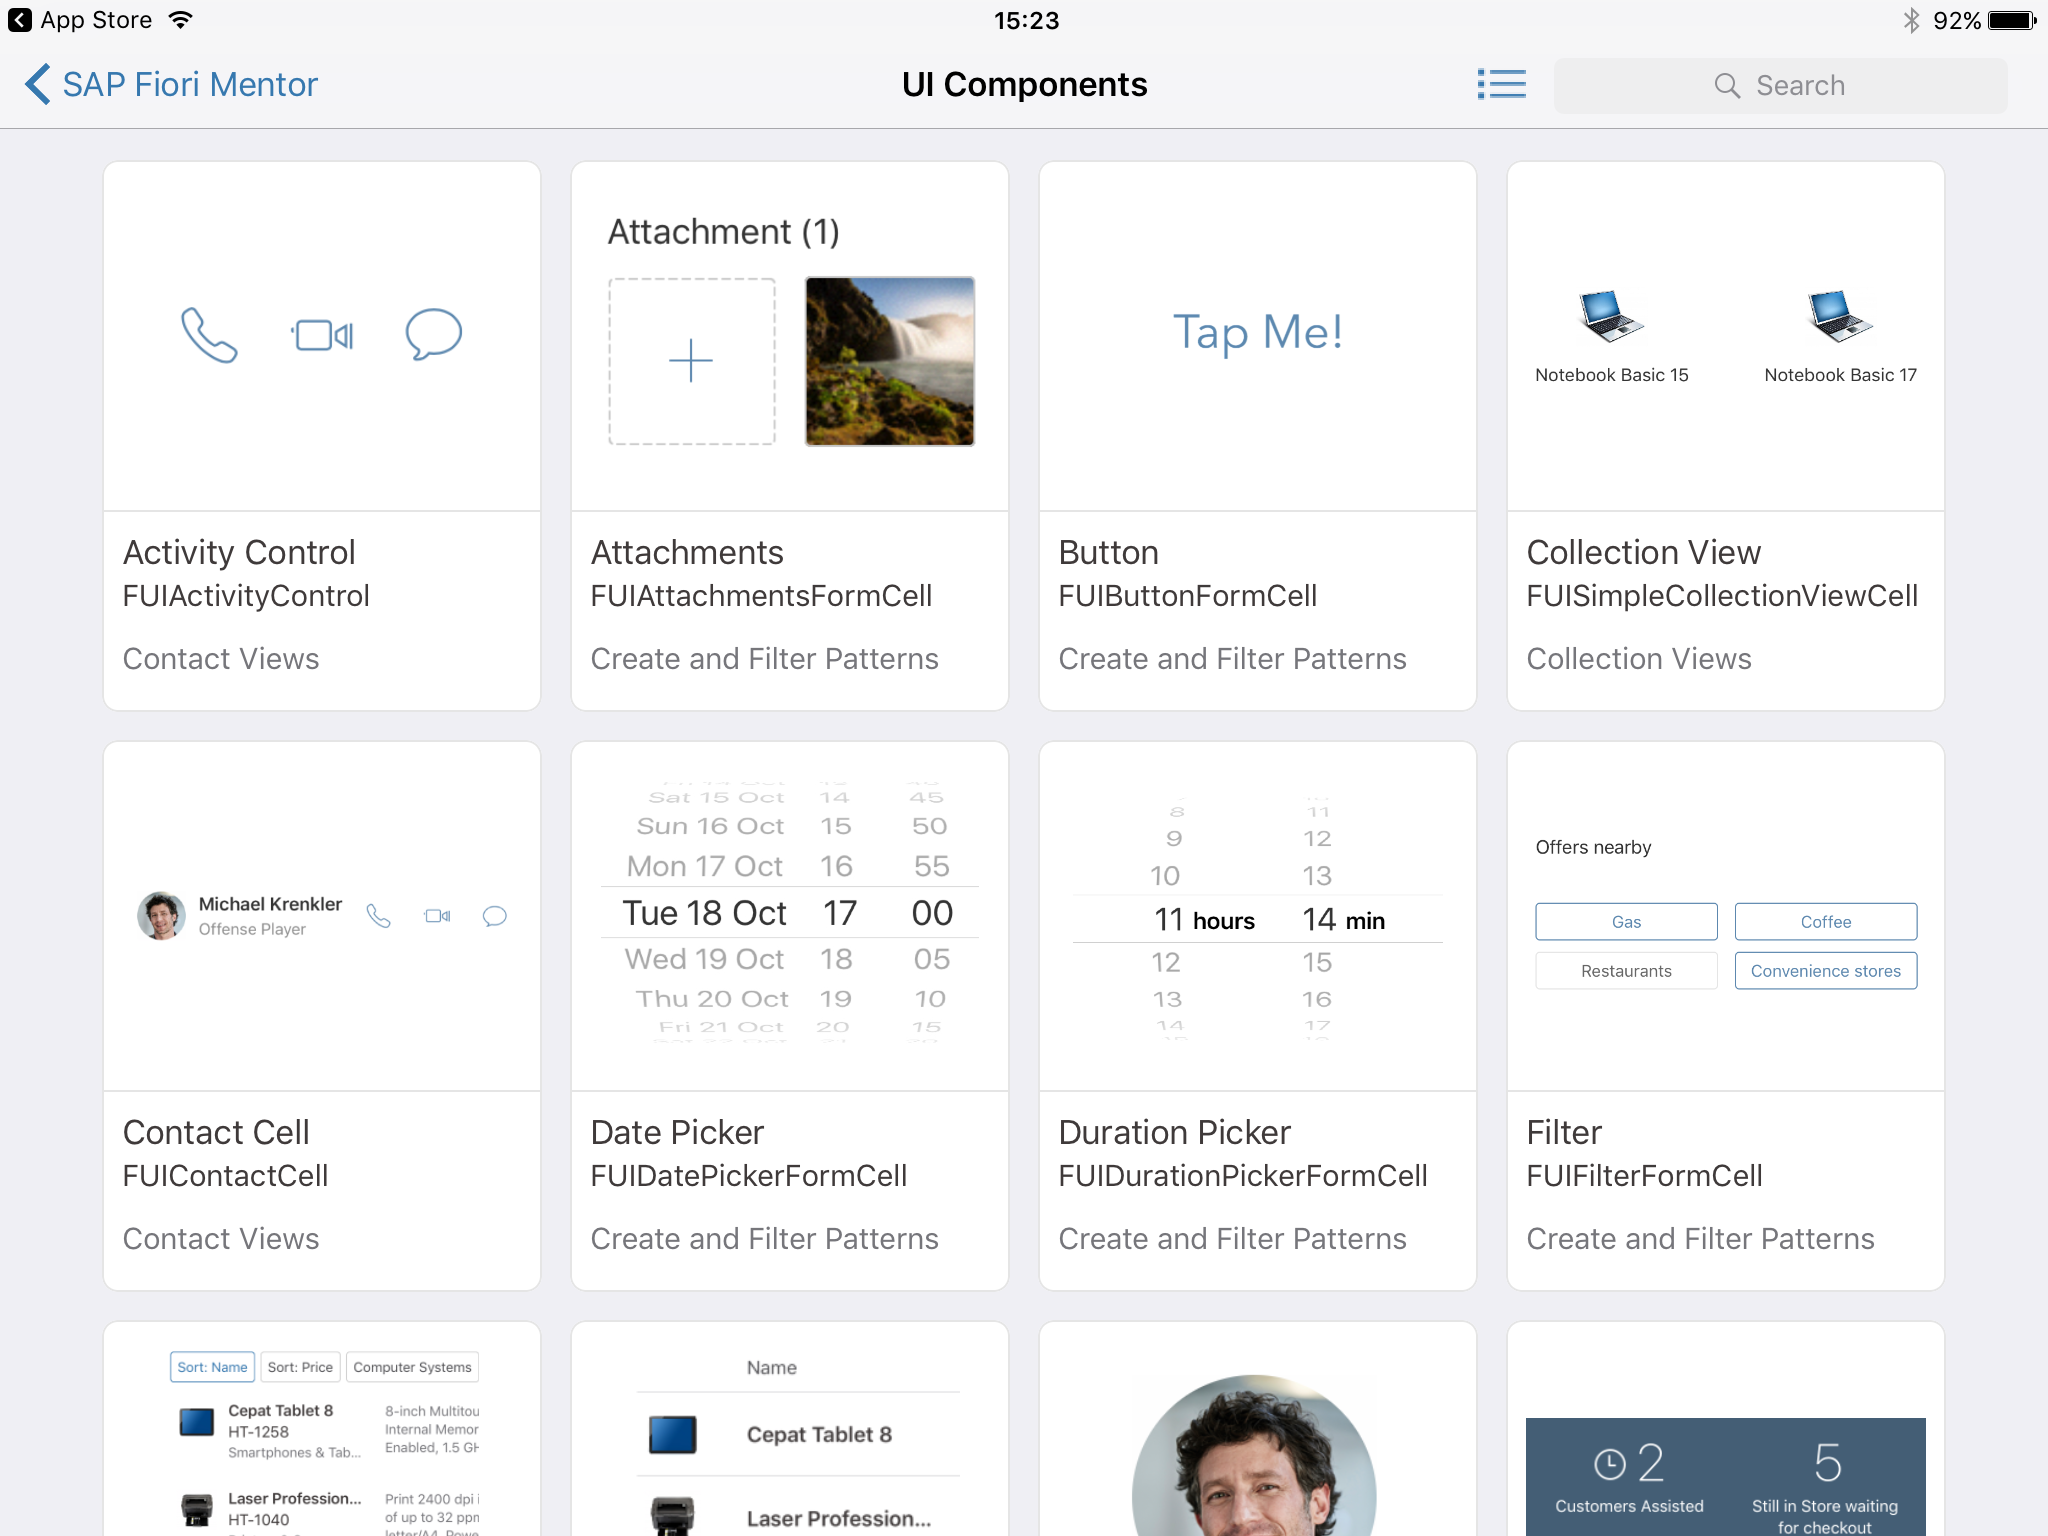 App Store
15:23
92%
SAP Fiori Mentor
UI Components
Search
Attachment (1)
Tap Me!
Notebook Basic 15
Notebook Basic 17
Activity Control
FUIActivityControl
Contact Views
Attachments
FUIAttachmentsFormCell
Create and Filter Patterns
Button
FUIButtonFormCell
Create and Filter Patterns
Collection View
FUISimpleCollectionViewCell
Collection Views
Michael Krenkler
Offense Player
Sat 15 Oct 14 45
Sun 16 Oct 15 50
Mon 17 Oct 16 55
Tue 18 Oct 17 00
Wed 19 Oct 18 05
Thu 20 Oct 19 10
Fri 21 Oct 20 15
8 11
9 12
10 13
11 hours 14 min
12 15
13 16
14 17
Offers nearby
Gas
Coffee
Restaurants
Convenience stores
Contact Cell
FUIContactCell
Contact Views
Date Picker
FUIDatePickerFormCell
Create and Filter Patterns
Duration Picker
FUIDurationPickerFormCell
Create and Filter Patterns
Filter
FUIFilterFormCell
Create and Filter Patterns
Sort: Name
Sort: Price
Computer Systems
Cepat Tablet 8
HT-1258
Smartphones & Tab...
8-inch Multitou
Internal Memor
Enabled, 1.5 GH
Laser Profession...
HT-1040
Print 2400 dpi i
of up to 32 ppm
Name
Cepat Tablet 8
Laser Profession...
2
Customers Assisted
5
Still in Store waiting
for checkout